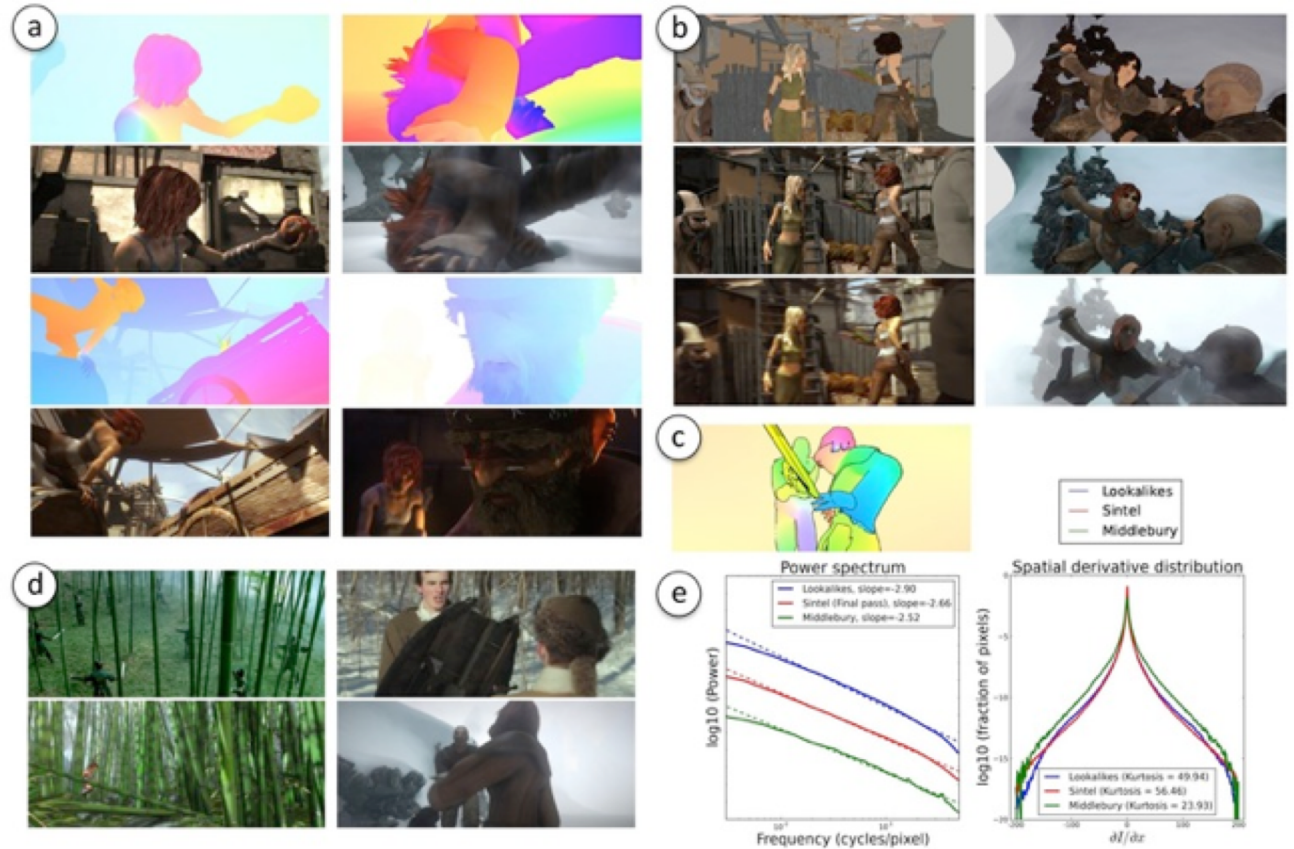 a
b
c
Lookalikes
Sintel
Middlebury
d
e
Power spectrum
Lookalikes, slope=-2.90
Sintel (Final pass), slope=-2.66
Middlebury, slope=-2.52
log10 (Power)
Frequency (cycles/pixel)
Spatial derivative distribution
log10 (fraction of pixels)
0
−5
−10
−15
−20
Lookalikes (Kurtosis = 49.94)
Sintel (Kurtosis = 56.46)
Middlebury (Kurtosis = 23.93)
-200 -100 0 100 200
∂I/∂x